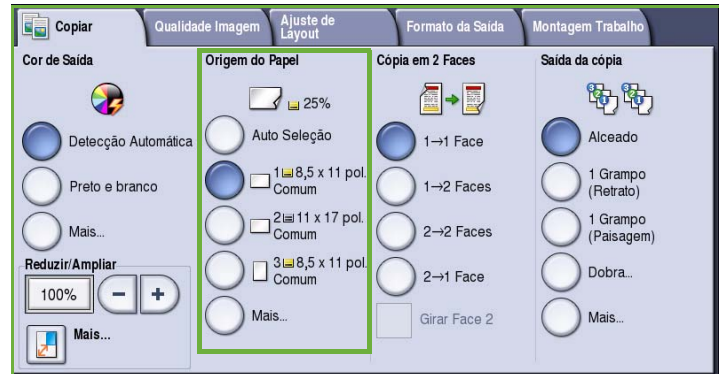 Copiar
Qualidade Imagem
Ajuste de
Layout
Formato da Saída
Montagem Trabalho
Cor de Saída
Detecção Automática
Preto e branco
Mais...
Reduzir/Ampliar
100%
Mais...
Origem do Papel
25%
Auto Seleção
1 8,5 x 11 pol.
Comum
2 11 x 17 pol.
Comum
3 8,5 x 11 pol.
Comum
Mais...
Cópia em 2 Faces
1→1 Face
1→2 Faces
2→2 Faces
2→1 Face
Girar Face 2
Saída da cópia
Alceado
1 Grampo
(Retrato)
1 Grampo
(Paisagem)
Dobra...
Mais...